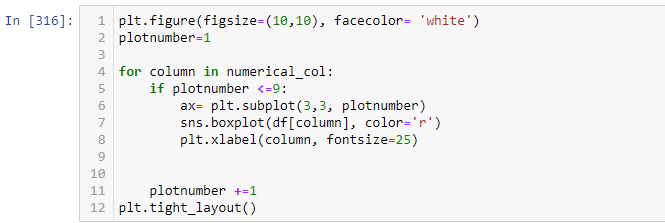 In [316]:
1 plt.figure(figsize=(10,10), facecolor= 'white')
2 plotnumber=1
3
4 for column in numerical_col:
5     if plotnumber <=9:
6         ax= plt.subplot(3,3, plotnumber)
7         sns.boxplot(df[column], color='r')
8         plt.xlabel(column, fontsize=25)
9
10
11     plotnumber +=1
12 plt.tight_layout()